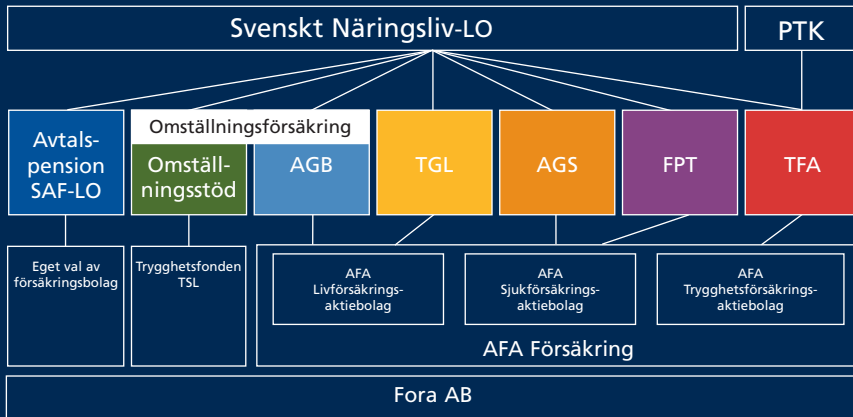 Svenskt Näringsliv-LO
PTK
Avtals-
pension
SAF-LO
Omställningsförsäkring
Omställ-
ningsstöd
AGB
TGL
AGS
FPT
TFA
Eget val av
försäkringsbolag
Trygghetsfonden
TSL
AFA
Livförsäkrings-
aktiebolag
AFA
Sjukförsäkrings-
aktiebolag
AFA
Trygghetsförsäkrings-
aktiebolag
AFA Försäkring
Fora AB